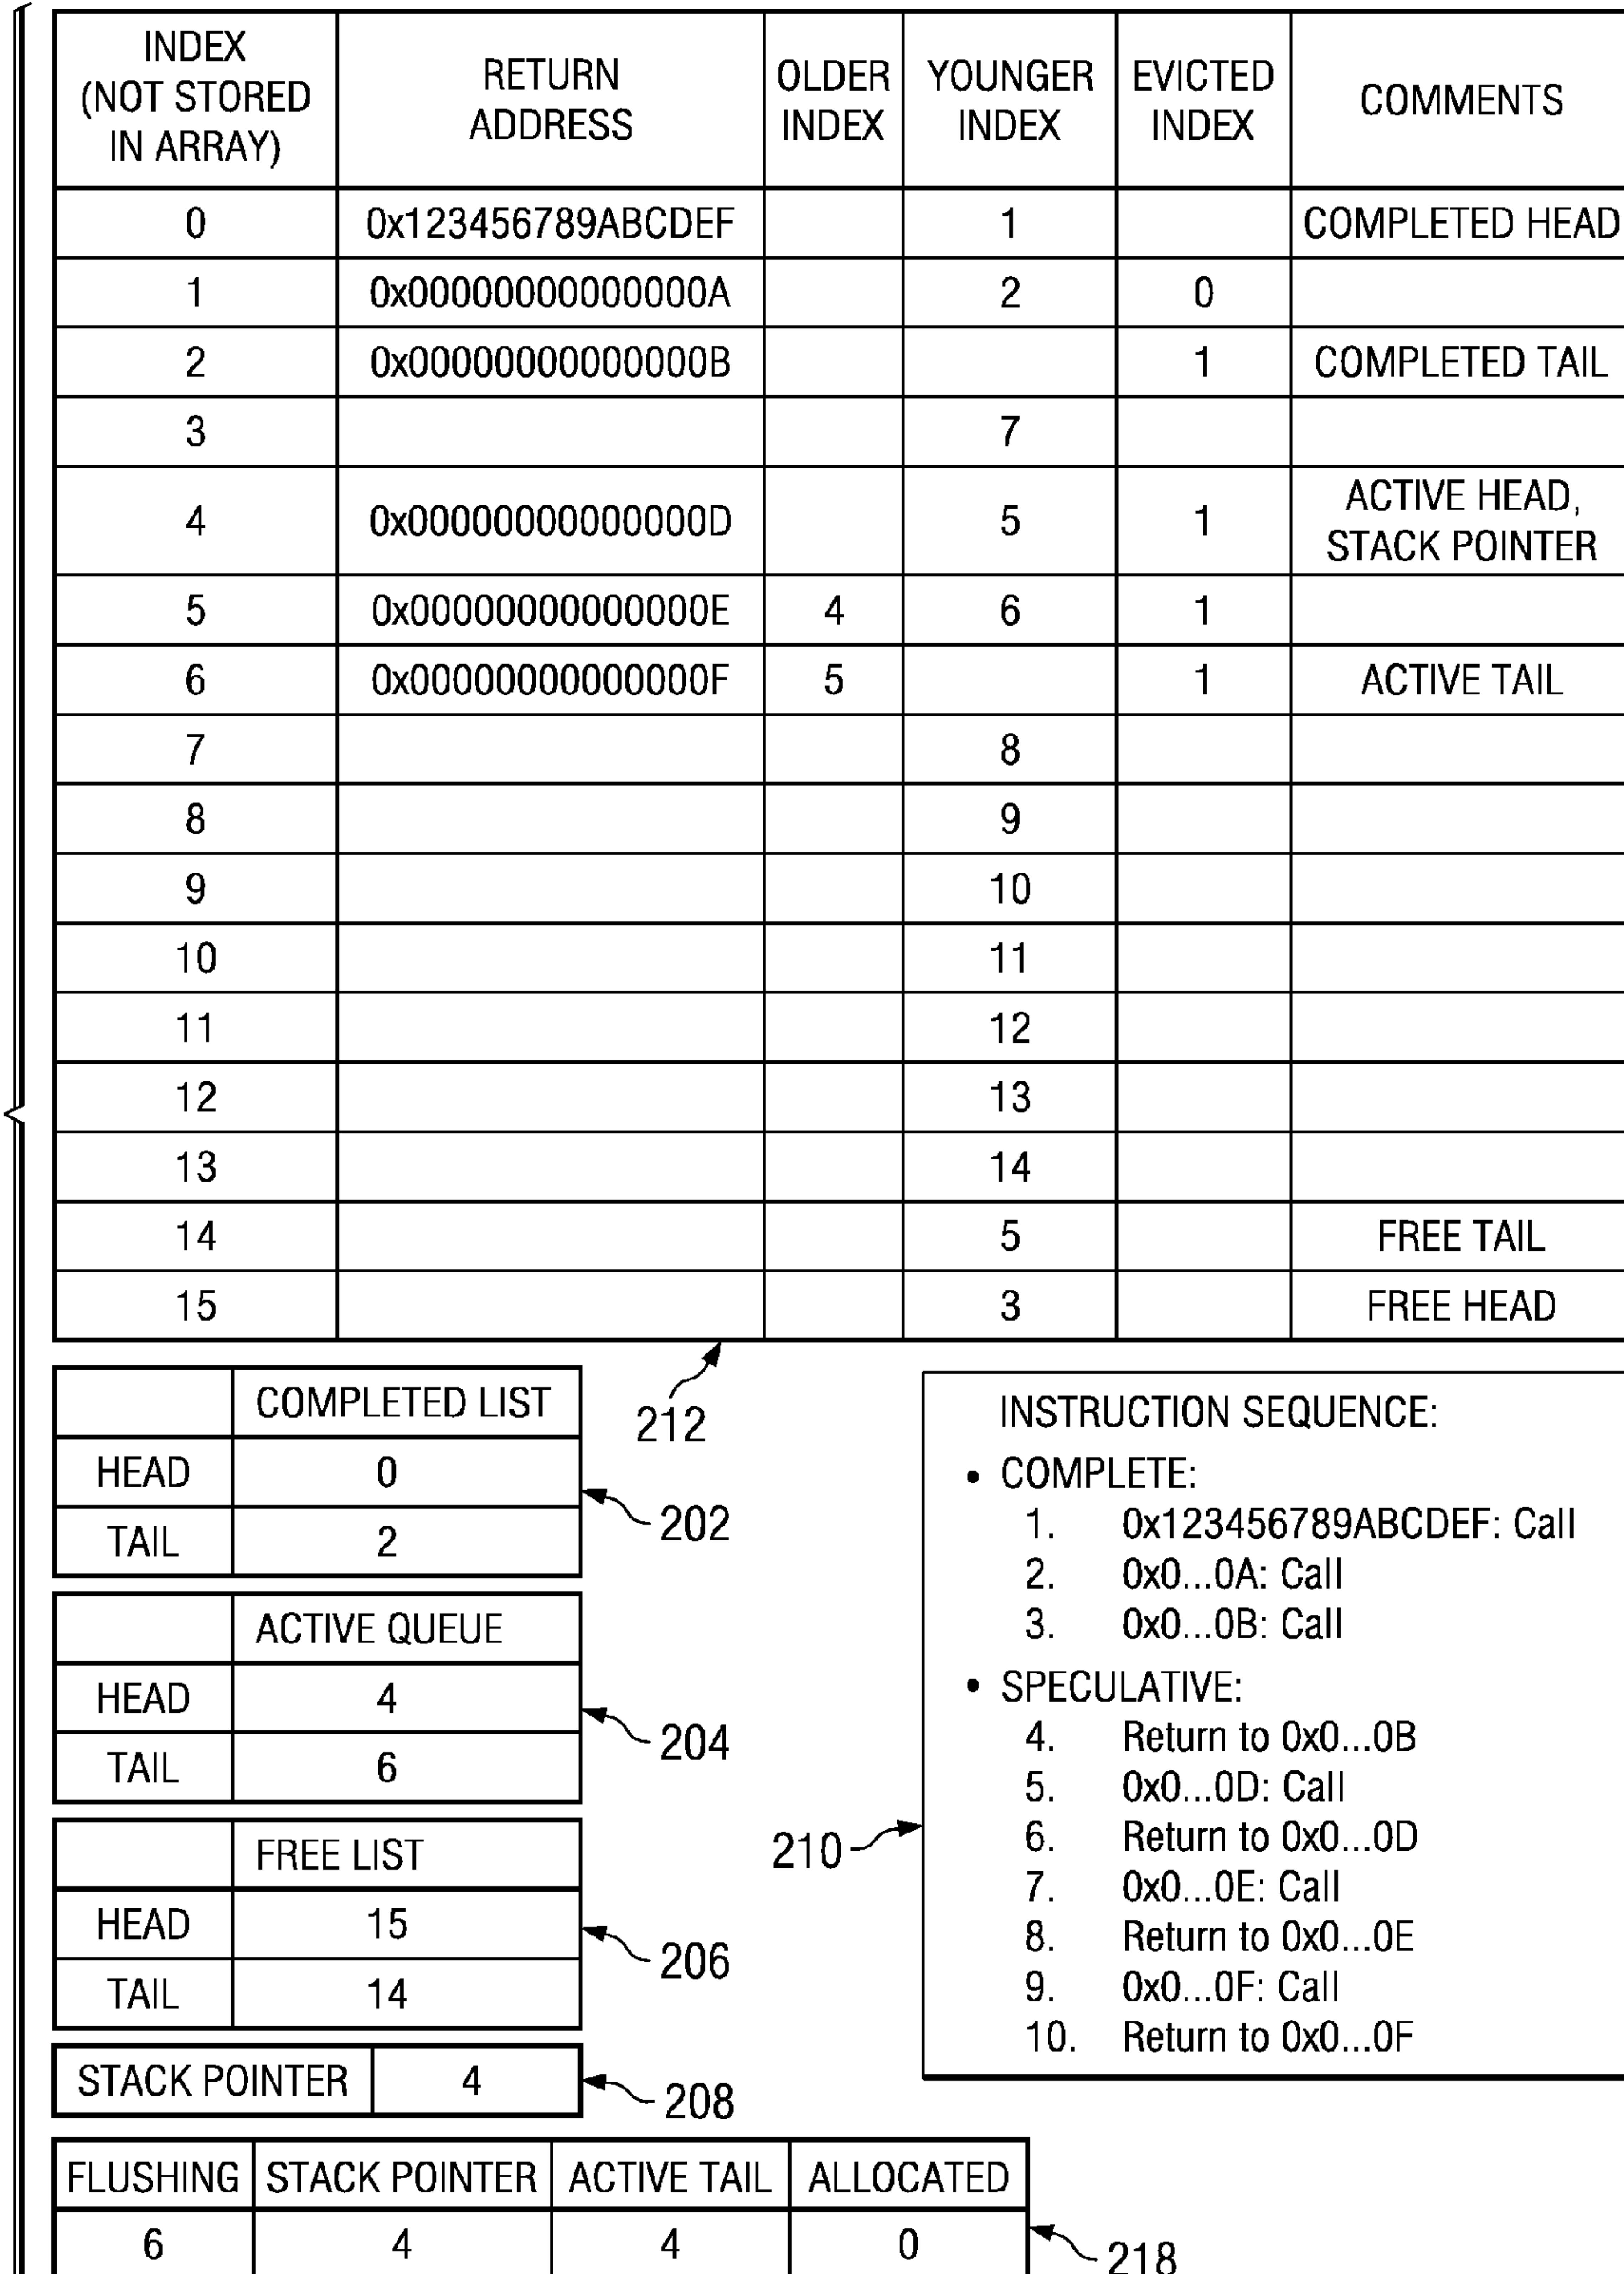 INDEX
(NOT STORED
IN ARRAY)
RETURN
ADDRESS
OLDER
INDEX
YOUNGER
INDEX
EVICTED
INDEX
COMMENTS
0 0x123456789ABCDEF 1 COMPLETED HEAD
1 0x00000000000000A 2 0
2 0x00000000000000B 1 COMPLETED TAIL
3 7
4 0x00000000000000D 5 1 ACTIVE HEAD,
STACK POINTER
5 0x00000000000000E 4 6 1
6 0x00000000000000F 5 1 ACTIVE TAIL
7 8
8 9
9 10
10 11
11 12
12 13
13 14
14 5 FREE TAIL
15 3 FREE HEAD
212
COMPLETED LIST
HEAD 0
TAIL 2
202
ACTIVE QUEUE
HEAD 4
TAIL 6
204
FREE LIST
HEAD 15
TAIL 14
206
STACK POINTER 4
208
INSTRUCTION SEQUENCE:
• COMPLETE:
1. 0x123456789ABCDEF: Call
2. 0x0...0A: Call
3. 0x0...0B: Call
• SPECULATIVE:
4. Return to 0x0...0B
5. 0x0...0D: Call
6. Return to 0x0...0D
7. 0x0...0E: Call
8. Return to 0x0...0E
9. 0x0...0F: Call
10. Return to 0x0...0F
210
FLUSHING STACK POINTER ACTIVE TAIL ALLOCATED
6 4 4 0
218